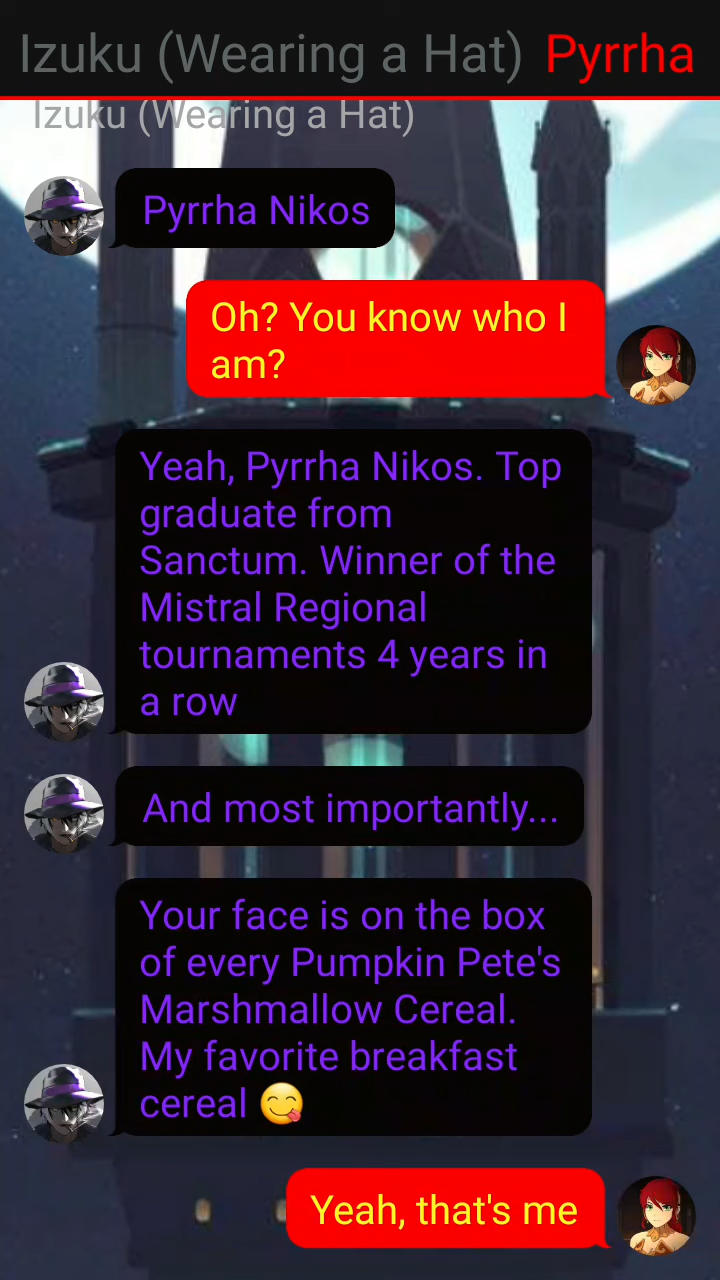 Izuku (Wearing a Hat) Pyrrha
Izuku (Wearing a Hat)
Pyrrha Nikos
Oh? You know who I
am?
Yeah, Pyrrha Nikos. Top
graduate from
Sanctum. Winner of the
Mistral Regional
tournaments 4 years in
a row
And most importantly...
Your face is on the box
of every Pumpkin Pete's
Marshmallow Cereal.
My favorite breakfast
cereal 😋
Yeah, that's me